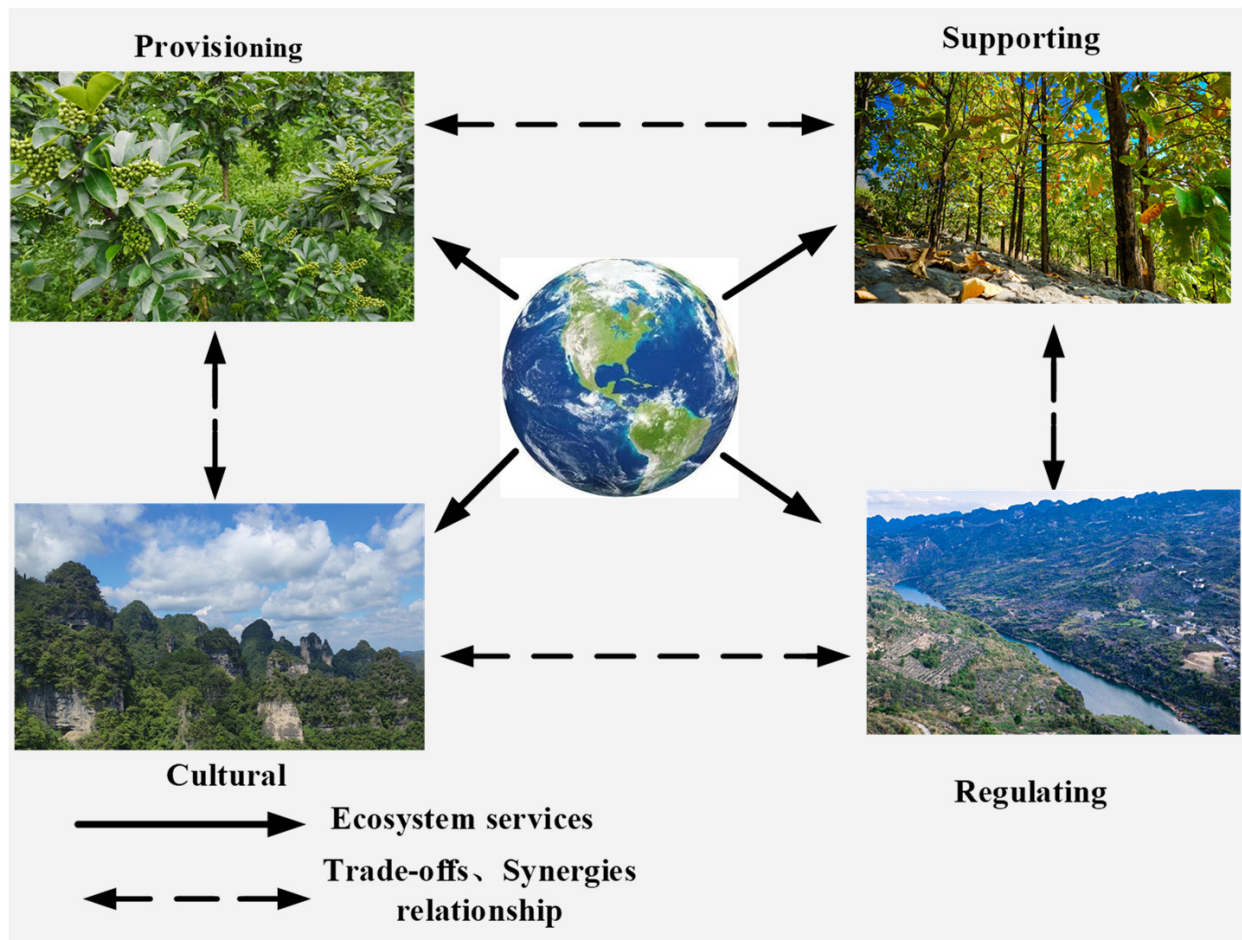 Provisioning
Supporting
Cultural
Regulating
Ecosystem services
Trade-offs、Synergies
relationship